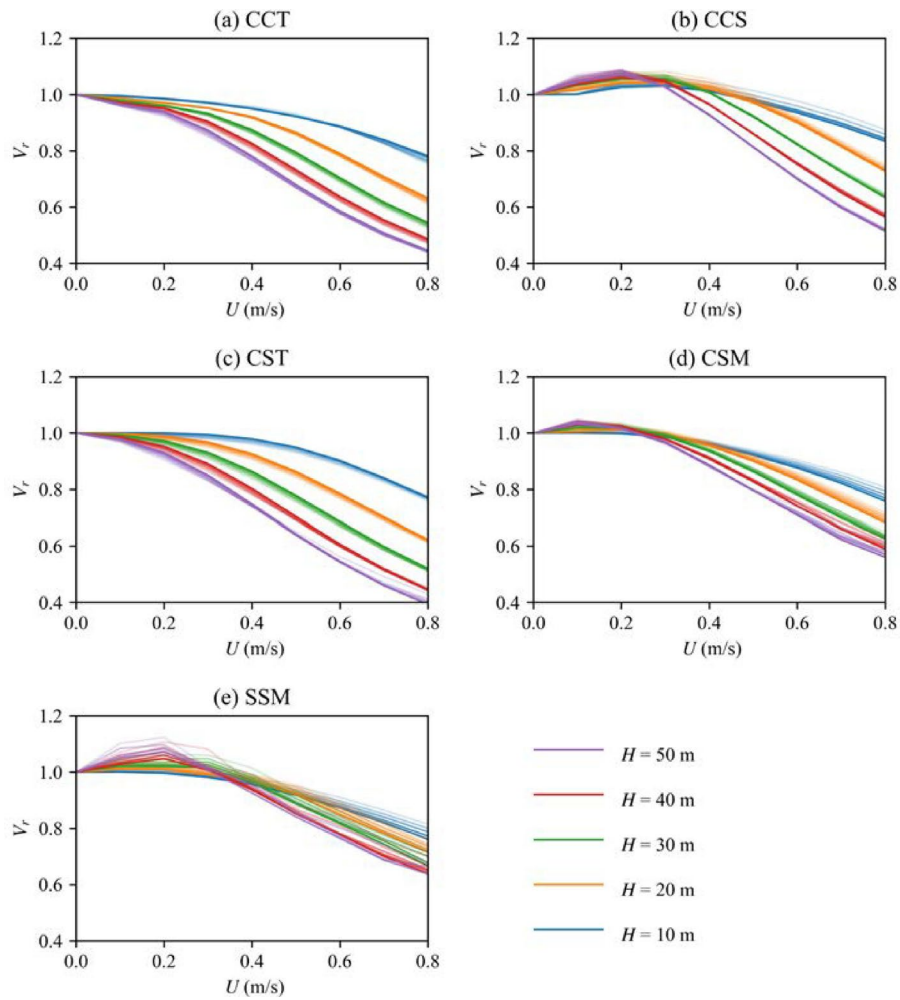 (a) CCT
1.2
1.0
0.8
0.6
0.4
V_r
0.0 0.2 0.4 0.6 0.8
U (m/s)
(b) CCS
1.2
1.0
0.8
0.6
0.4
V_r
0.0 0.2 0.4 0.6 0.8
U (m/s)
(c) CST
1.2
1.0
0.8
0.6
0.4
V_r
0.0 0.2 0.4 0.6 0.8
U (m/s)
(d) CSM
1.2
1.0
0.8
0.6
0.4
V_r
0.0 0.2 0.4 0.6 0.8
U (m/s)
(e) SSM
1.2
1.0
0.8
0.6
0.4
V_r
0.0 0.2 0.4 0.6 0.8
U (m/s)
H = 50 m
H = 40 m
H = 30 m
H = 20 m
H = 10 m